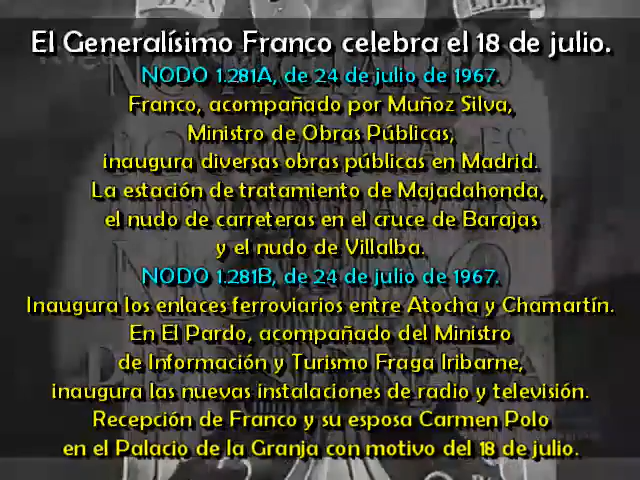 El Generalísimo Franco celebra el 18 de julio.
NODO 1.281A, de 24 de julio de 1967.
Franco, acompañado por Muñoz Silva,
Ministro de Obras Públicas,
inaugura diversas obras públicas en Madrid.
La estación de tratamiento de Majadahonda,
el nudo de carreteras en el cruce de Barajas
y el nudo de Villalba.
NODO 1.281B, de 24 de julio de 1967.
Inaugura los enlaces ferroviarios entre Atocha y Chamartín.
En El Pardo, acompañado del Ministro
de Información y Turismo Fraga Iribarne,
inaugura las nuevas instalaciones de radio y televisión.
Recepción de Franco y su esposa Carmen Polo
en el Palacio de la Granja con motivo del 18 de julio.